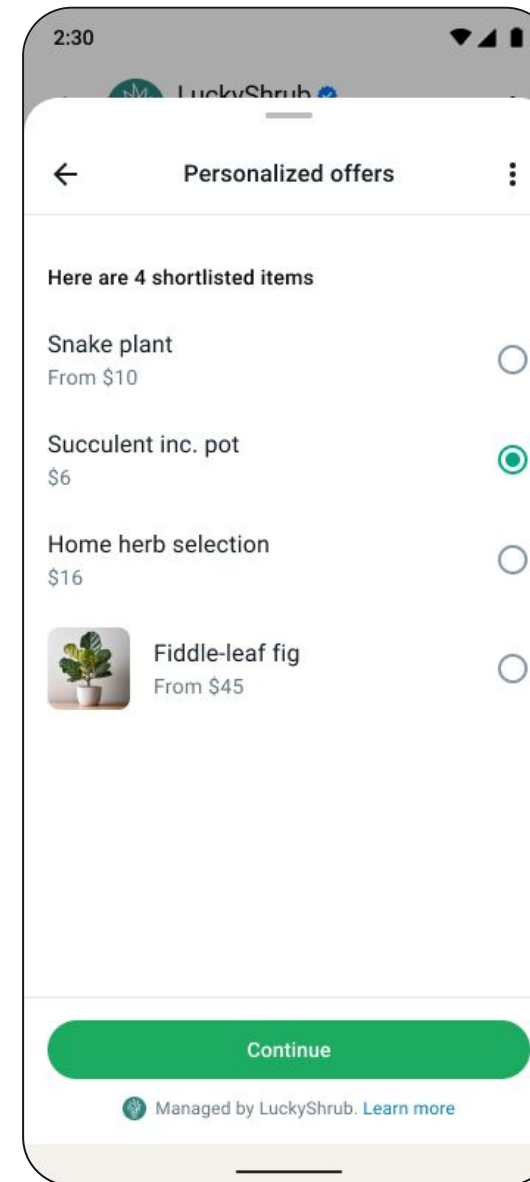 2:30
LuckyShrub
Personalized offers
Here are 4 shortlisted items
Snake plant
From $10
Succulent inc. pot
$6
Home herb selection
$16
Fiddle-leaf fig
From $45
Continue
Managed by LuckyShrub. Learn more